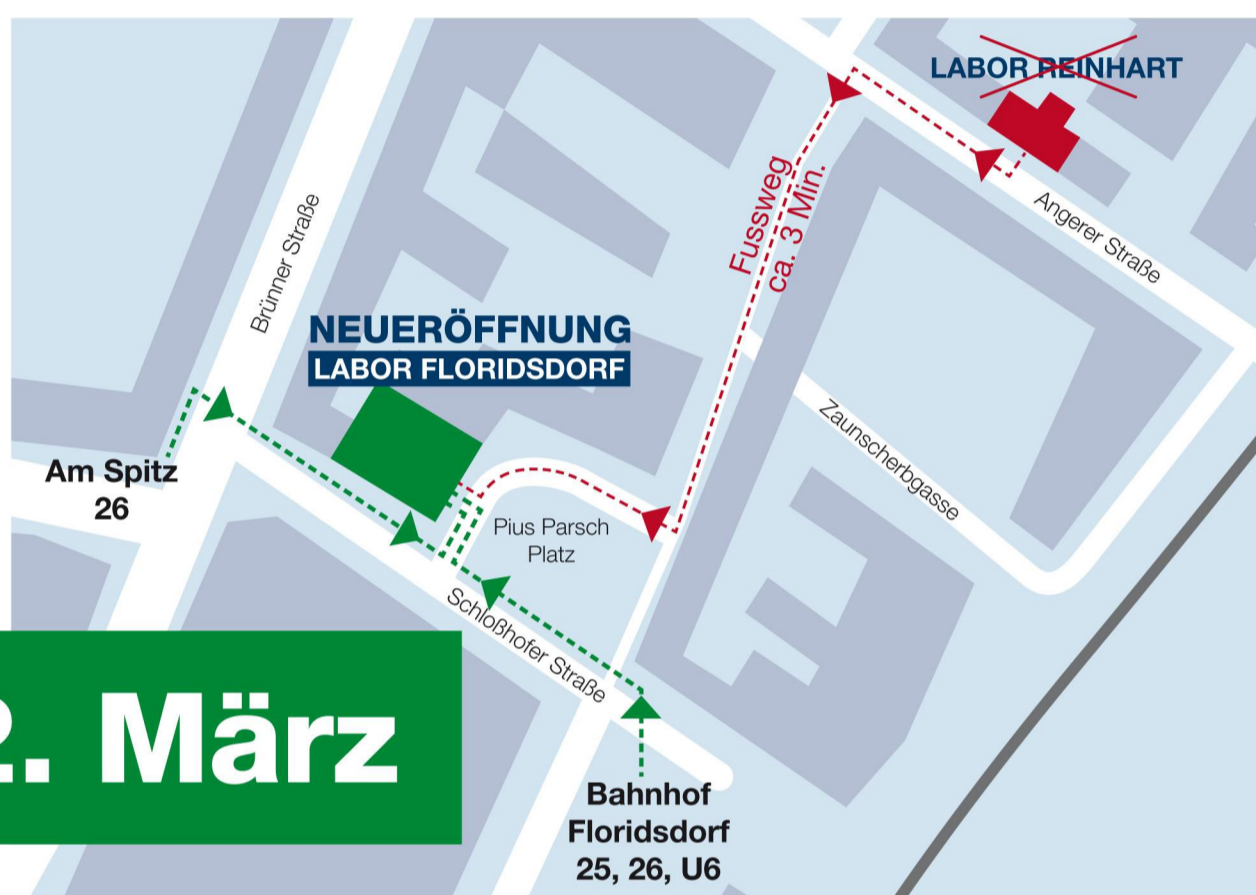 LABOR REINHART
Brünner Straße
Fussweg
ca. 3 Min.
Angerer Straße
NEUERÖFFNUNG
LABOR FLORIDSDORF
Zaunscherbgasse
Am Spitz
26
Pius Parsch
Platz
Schloßhofer Straße
2. März
Bahnhof
Floridsdorf
25, 26, U6